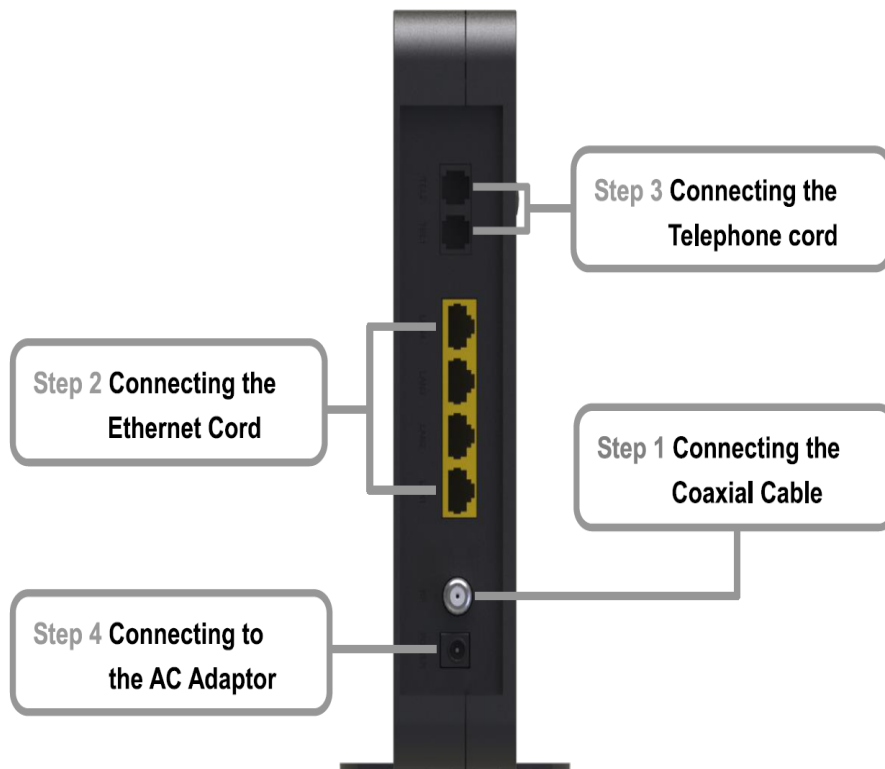 Step 3 Connecting the
Telephone cord
Step 2 Connecting the
Ethernet Cord
Step 1 Connecting the
Coaxial Cable
Step 4 Connecting to
the AC Adaptor